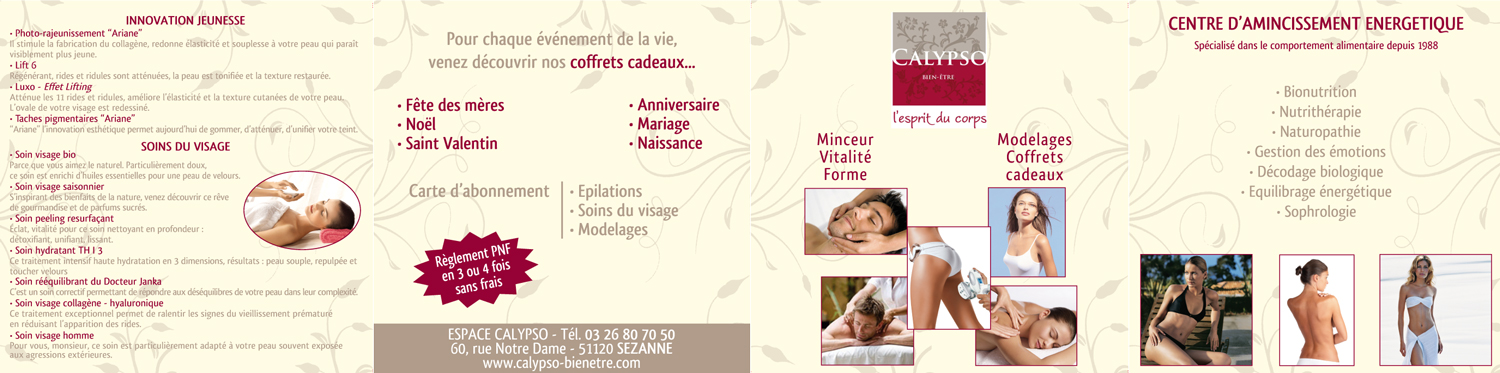 INNOVATION JEUNESSE
• Photo-rajeunissement "Ariane"
Il stimule la fabrication du collagène, redonne élasticité et souplesse à votre peau qui paraît
visiblement plus jeune.
• Lift 6
Régénérant, rides et ridules sont atténuées, la peau est tonifiée et la texture restaurée.
• Luxo - Effet Lifting
Atténue les 11 rides et ridules, améliore l'élasticité et la texture cutanées de votre peau.
L'ovale de votre visage est redessiné.
• Taches pigmentaires "Ariane"
"Ariane" l'innovation esthétique permet aujourd'hui de gommer, d'atténuer, d'unifier votre teint.
SOINS DU VISAGE
• Soin visage bio
Parce que vous aimez le naturel. Particulièrement doux,
ce soin est enrichi d'huiles essentielles pour une peau de velours.
• Soin visage saisonnier
S'inspirant des bienfaits de la nature, venez découvrir ce rêve
de gourmandise et de parfums sucrés.
• Soin peeling resurfaçant
Éclat, vitalité pour ce soin nettoyant en profondeur :
détoxifiant, unifiant, lissant.
• Soin hydratant TH I 3
Ce traitement intensif haute hydratation en 3 dimensions, résultats : peau souple, repulpée et
toucher velours
• Soin rééquilibrant du Docteur Janka
C'est un soin correctif permettant de répondre aux déséquilibres de votre peau dans leur complexité.
• Soin visage collagène - hyaluronique
Ce traitement exceptionnel permet de ralentir les signes du vieillissement prématuré
en réduisant l'apparition des rides.
• Soin visage homme
Pour vous, monsieur, ce soin est particulièrement adapté à votre peau souvent exposée
aux agressions extérieures.
Pour chaque événement de la vie,
venez découvrir nos coffrets cadeaux...
• Fête des mères
• Noël
• Saint Valentin
• Anniversaire
• Mariage
• Naissance
Carte d'abonnement
• Epilations
• Soins du visage
• Modelages
Règlement PNF
en 3 ou 4 fois
sans frais
ESPACE CALYPSO - Tél. 03 26 80 70 50
60, rue Notre Dame - 51120 SEZANNE
www.calypso-bienetre.com
CALYPSO
BIEN-ÊTRE
l'esprit du corps
Minceur
Vitalité
Forme
Modelages
Coffrets
cadeaux
CENTRE D'AMINCISSEMENT ENERGETIQUE
Spécialisé dans le comportement alimentaire depuis 1988
• Bionutrition
• Nutrithérapie
• Naturopathie
• Gestion des émotions
• Décodage biologique
• Equilibrage énergétique
• Sophrologie